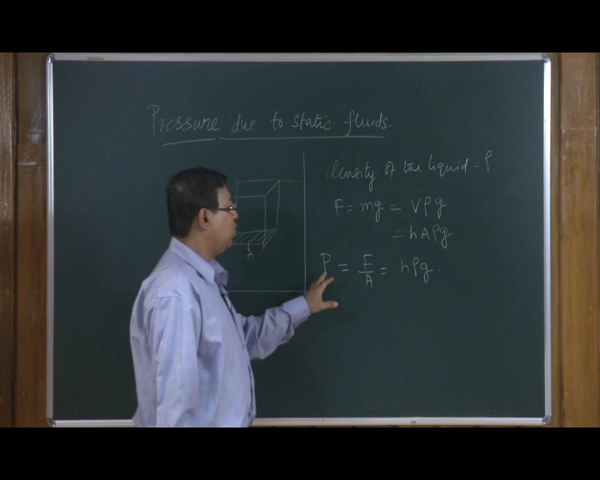 Pressure due to static fluids.
density of the liquid = ρ
F = mg = Vρg
= hAρg
h
P = F/A = hρg.